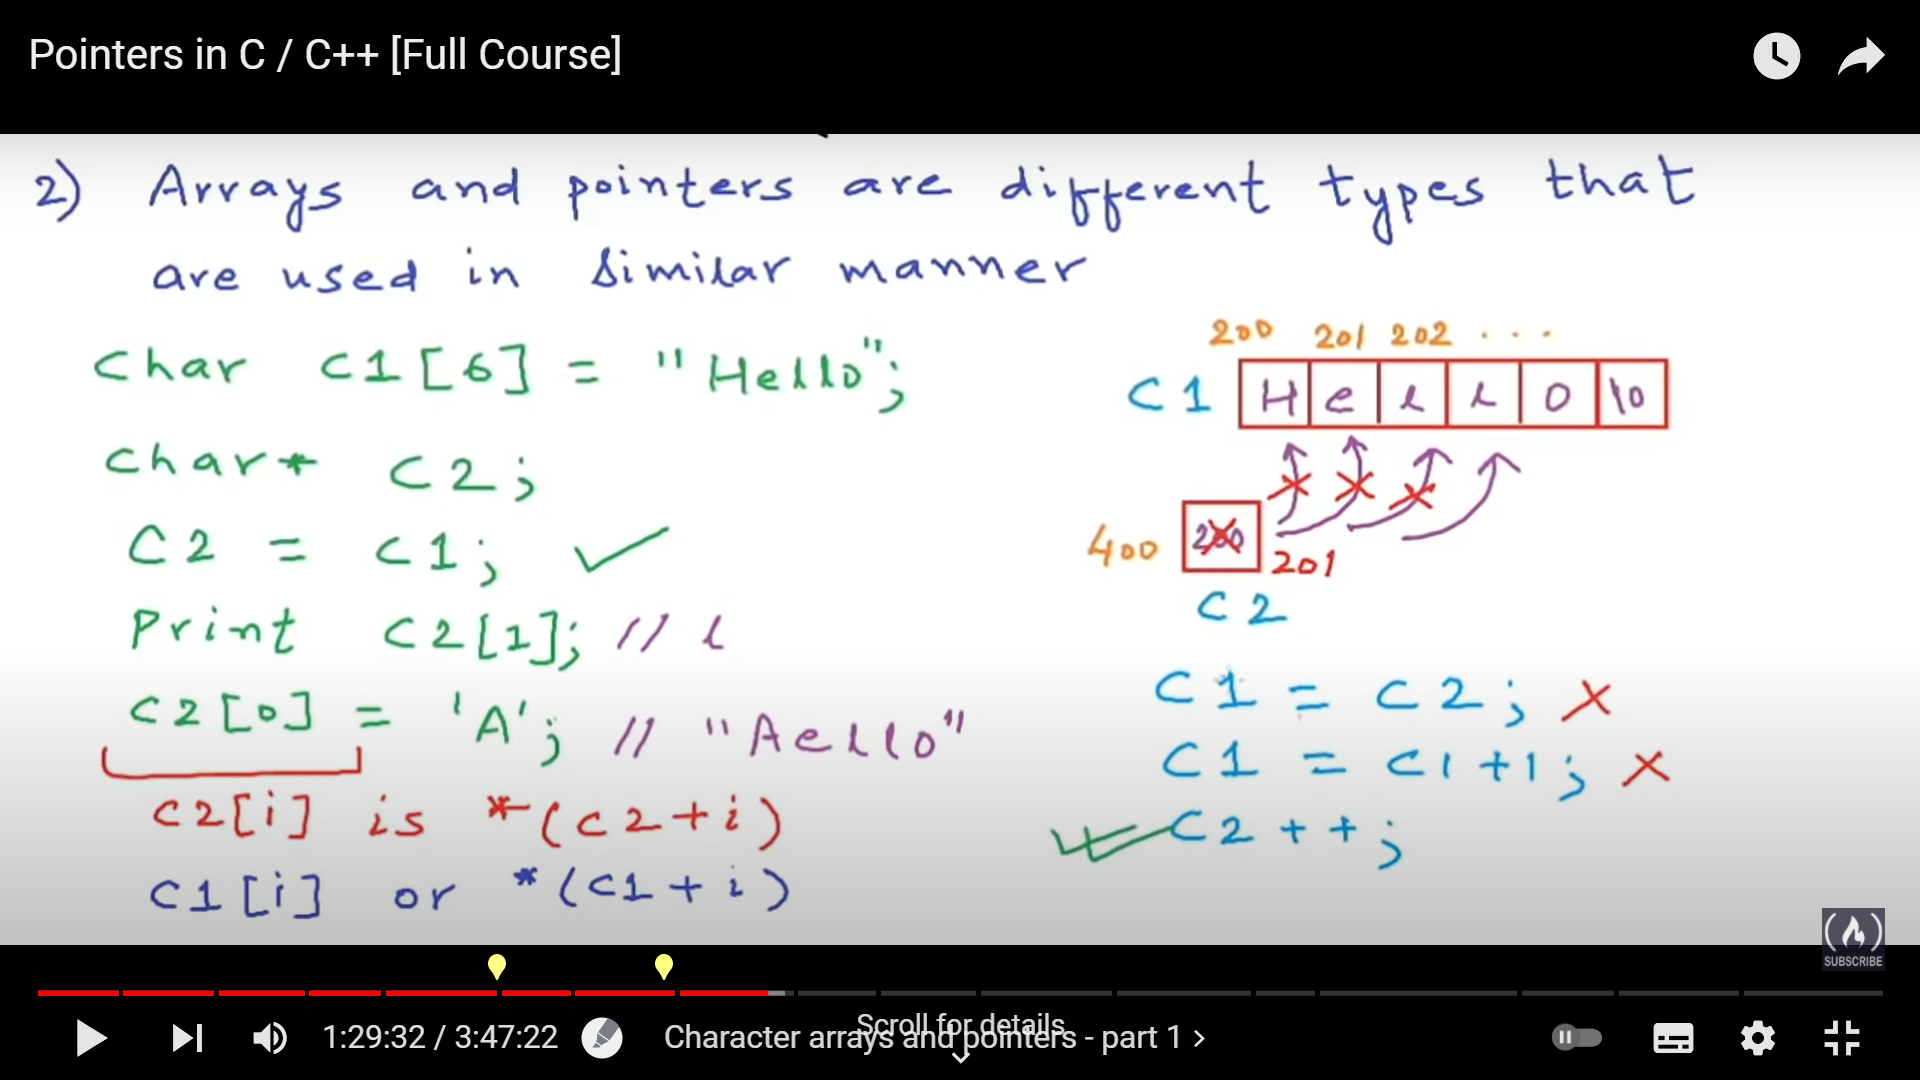 Pointers in C / C++ [Full Course]
2) Arrays and pointers are different types that
are used in similar manner
Char C1[6] = "Hello";
Char* C2;
C2 = C1; ✓
Print C2[1]; // l
C2[0] = 'A'; // "Aello"
C2[i] is *(C2+i)
C1[i] or *(C1+i)
200 201 202 ...
C1 H e l l o \0
400 200 201
C2
C1 = C2; X
C1 = C1+1; X
C2++;
SUBSCRIBE
1:29:32 / 3:47:22
Character arrays and pointers - part 1 >
Scroll for details